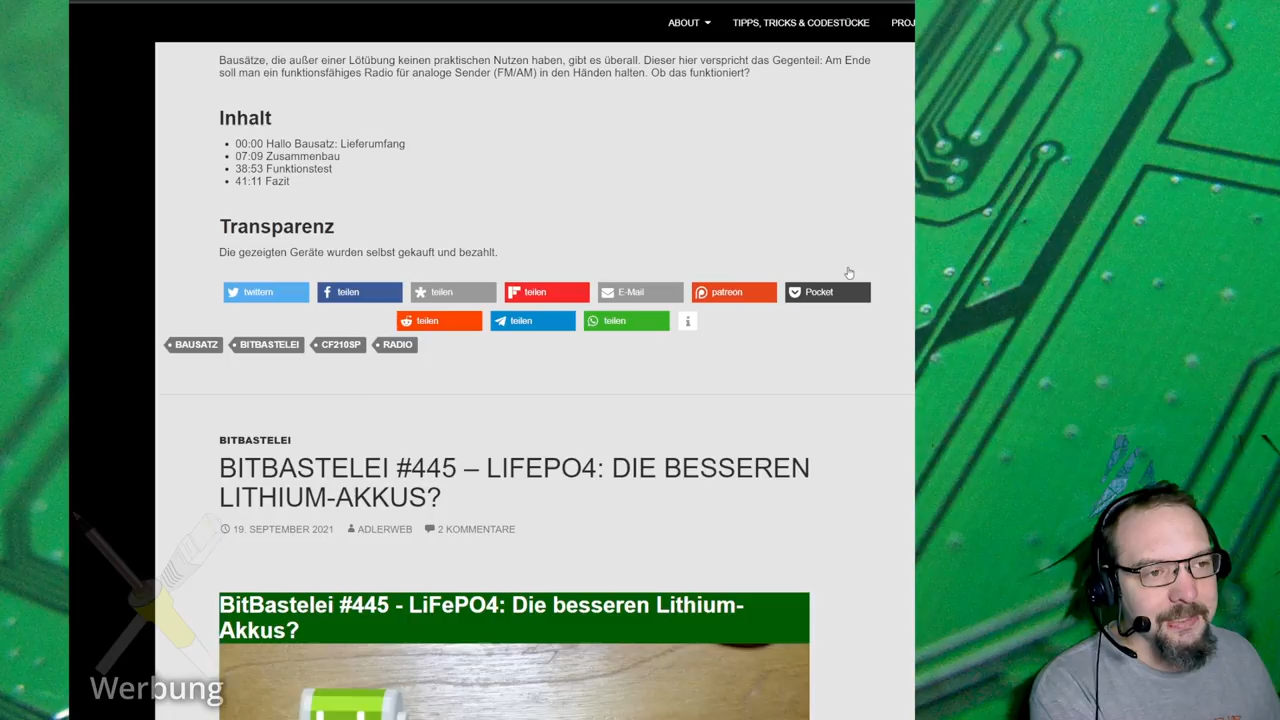 ABOUT TIPPS, TRICKS & CODESTÜCKE PROJ
Bausätze, die außer einer Lötübung keinen praktischen Nutzen haben, gibt es überall. Dieser hier verspricht das Gegenteil: Am Ende
soll man ein funktionsfähiges Radio für analoge Sender (FM/AM) in den Händen halten. Ob das funktioniert?
Inhalt
00:00 Hallo Bausatz: Lieferumfang
07:09 Zusammenbau
38:53 Funktionstest
41:11 Fazit
Transparenz
Die gezeigten Geräte wurden selbst gekauft und bezahlt.
twittern teilen teilen teilen E-Mail patreon Pocket
teilen teilen teilen
BAUSATZ BITBASTELEI CF210SP RADIO
BITBASTELEI
BITBASTELEI #445 – LIFEPO4: DIE BESSEREN
LITHIUM-AKKUS?
19. SEPTEMBER 2021 ADLERWEB 2 KOMMENTARE
BitBastelei #445 - LiFePO4: Die besseren Lithium-
Akkus?
Werbung